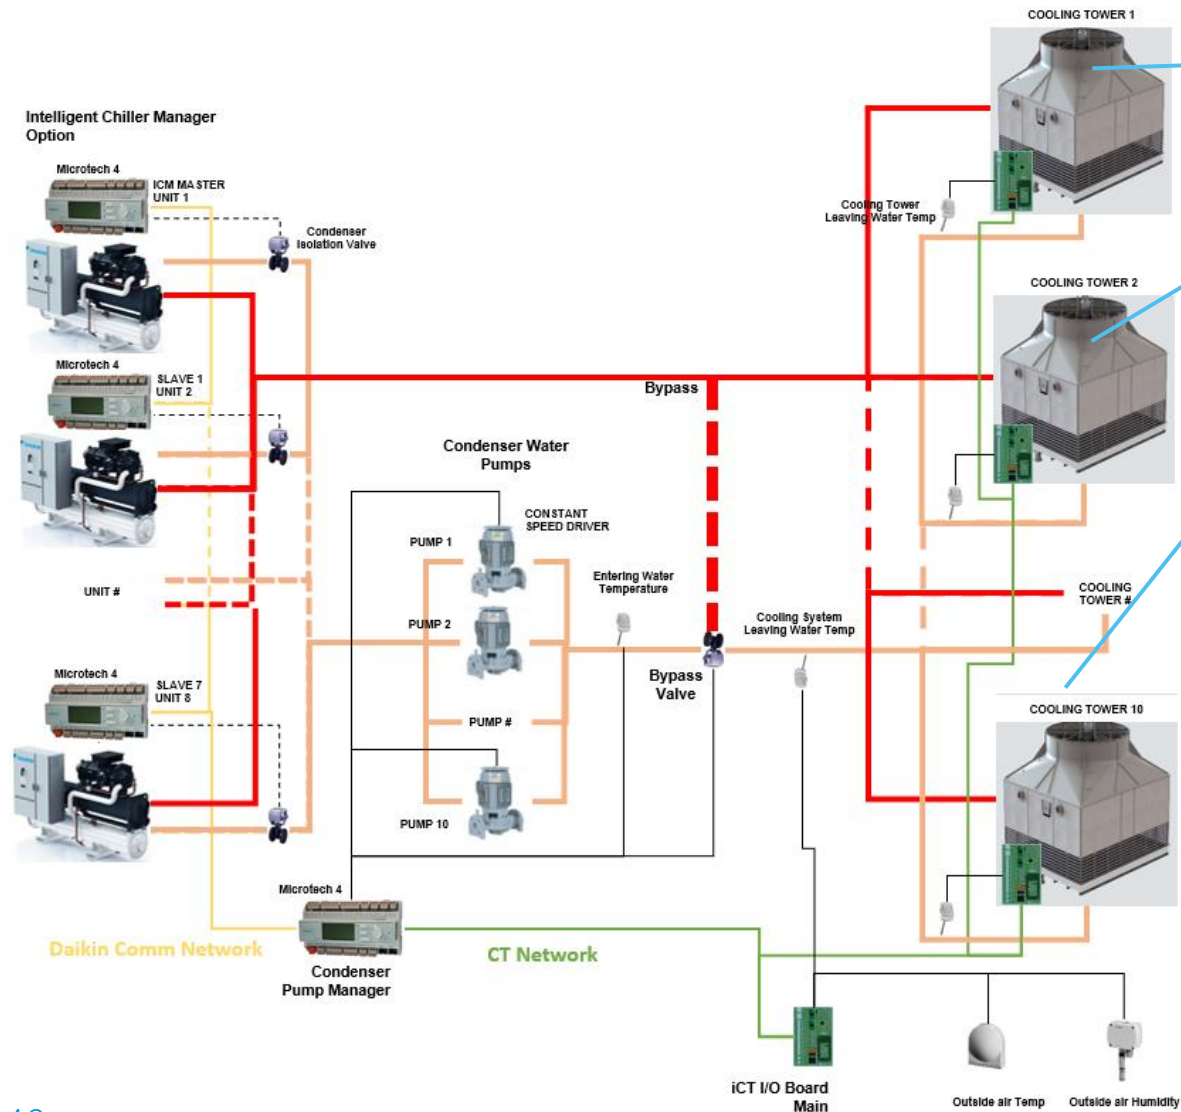 COOLING TOWER 1
Intelligent Chiller Manager
Option
Microtech 4
ICM MASTER
UNIT 1
Condenser
Isolation Valve
Cooling Tower
Leaving Water Temp
COOLING TOWER 2
Microtech 4
SLAVE 1
UNIT 2
Bypass
Condenser Water
Pumps
CONSTANT
SPEED DRIVER
PUMP 1
UNIT #
Entering Water
Temperature
COOLING
TOWER #
PUMP 2
Cooling System
Leaving Water Temp
Microtech 4
SLAVE 7
UNIT 8
Bypass
Valve
PUMP #
COOLING TOWER 10
PUMP 10
Microtech 4
Daikin Comm Network
CT Network
Condenser
Pump Manager
iCT I/O Board
Main
Outside air Temp
Outside air Humidity